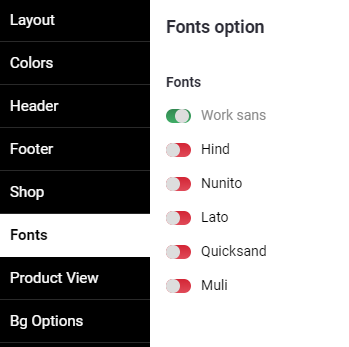 Layout
Colors
Header
Footer
Shop
Fonts
Product View
Bg Options
Fonts option
Fonts
Work sans
Hind
Nunito
Lato
Quicksand
Muli